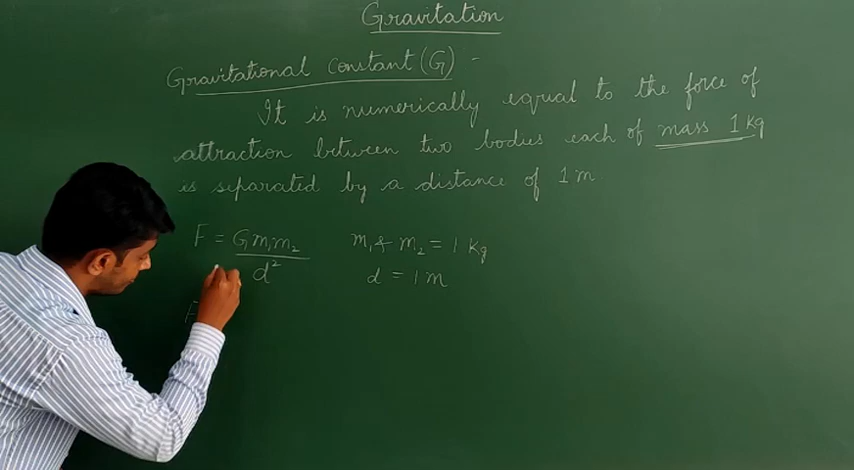 Gravitation
Gravitational constant (G) -
It is numerically equal to the force of
attraction between two bodies each of mass 1 Kg
is separated by a distance of 1 m
F = Gm₁m₂ / d²
m₁ & m₂ = 1 Kg
d = 1 m
F